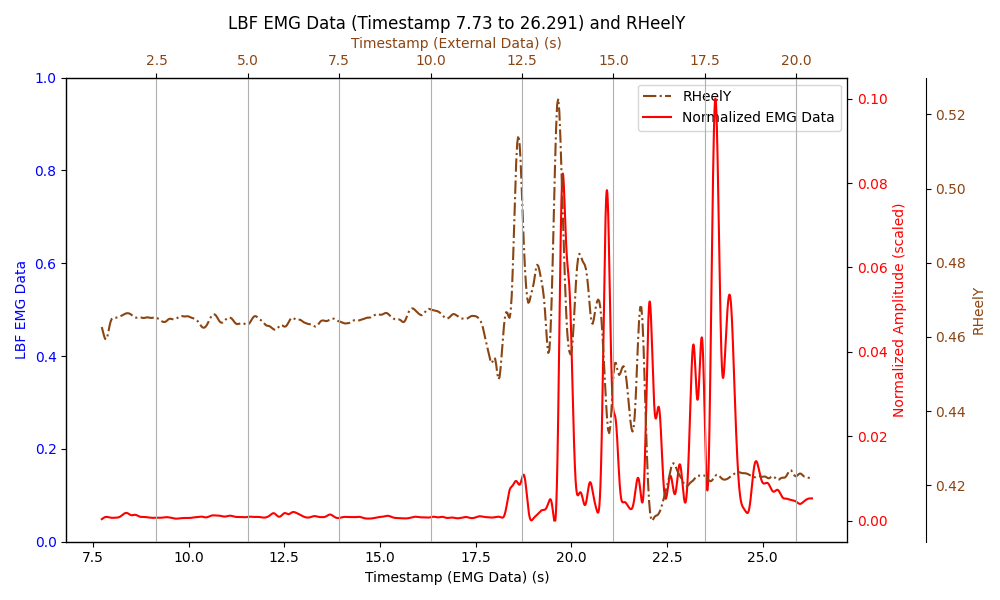 LBF EMG Data (Timestamp 7.73 to 26.291) and RHeelY
Timestamp (External Data) (s)
2.5 5.0 7.5 10.0 12.5 15.0 17.5 20.0
RHeelY
Normalized EMG Data
LBF EMG Data
1.0
0.8
0.6
0.4
0.2
0.0
Normalized Amplitude (scaled)
0.10
0.08
0.06
0.04
0.02
0.00
RHeelY
0.52
0.50
0.48
0.46
0.44
0.42
7.5 10.0 12.5 15.0 17.5 20.0 22.5 25.0
Timestamp (EMG Data) (s)